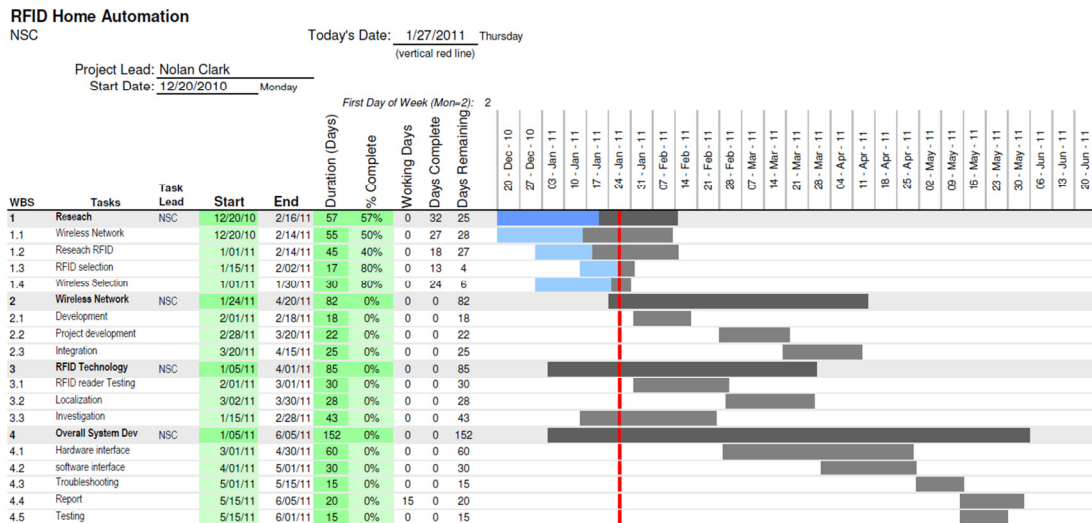 RFID Home Automation
NSC
Today's Date: 1/27/2011 Thursday
(vertical red line)
Project Lead: Nolan Clark
Start Date: 12/20/2010 Monday
First Day of Week (Mon=2): 2
WBS Tasks Task Lead Start End Duration (Days) % Complete Working Days Days Complete Days Remaining 20 - Dec - 10 27 - Dec - 10 03 - Jan - 11 10 - Jan - 11 17 - Jan - 11 24 - Jan - 11 31 - Jan - 11 07 - Feb - 11 14 - Feb - 11 21 - Feb - 11 28 - Feb - 11 07 - Mar - 11 14 - Mar - 11 21 - Mar - 11 28 - Mar - 11 04 - Apr - 11 11 - Apr - 11 18 - Apr - 11 25 - Apr - 11 02 - May - 11 09 - May - 11 16 - May - 11 23 - May - 11 30 - May - 11 06 - Jun - 11 13 - Jun - 11 20 - Jun - 11
1 Reseach NSC 12/20/10 2/16/11 57 57% 0 32 25
1.1 Wireless Network 12/20/10 2/14/11 55 50% 0 27 28
1.2 Reseach RFID 1/01/11 2/14/11 45 40% 0 18 27
1.3 RFID selection 1/15/11 2/02/11 17 80% 0 13 4
1.4 Wireless Selection 1/01/11 1/30/11 30 80% 0 24 6
2 Wireless Network NSC 1/24/11 4/20/11 82 0% 0 0 82
2.1 Development 2/01/11 2/18/11 18 0% 0 0 18
2.2 Project development 2/28/11 3/20/11 22 0% 0 0 22
2.3 Integration 3/20/11 4/15/11 25 0% 0 0 25
3 RFID Technology NSC 1/05/11 4/01/11 85 0% 0 0 85
3.1 RFID reader Testing 2/01/11 3/01/11 30 0% 0 0 30
3.2 Localization 3/02/11 3/30/11 28 0% 0 0 28
3.3 Investigation 1/15/11 2/28/11 43 0% 0 0 43
4 Overall System Dev NSC 1/05/11 6/05/11 152 0% 0 0 152
4.1 Hardware interface 3/01/11 4/30/11 60 0% 0 0 60
4.2 software interface 4/01/11 5/01/11 30 0% 0 0 30
4.3 Troubleshooting 5/01/11 5/15/11 15 0% 0 0 15
4.4 Report 5/15/11 6/05/11 20 0% 15 0 20
4.5 Testing 5/15/11 6/01/11 15 0% 0 0 15